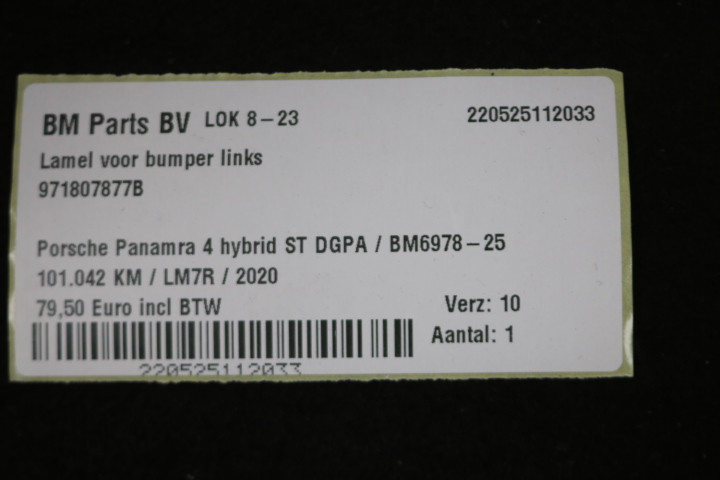 BM Parts BV LOK 8-23 220525112033
Lamel voor bumper links
971807877B
Porsche Panamra 4 hybrid ST DGPA / BM6978-25
101.042 KM / LM7R / 2020
79,50 Euro incl BTW Verz: 10
Aantal: 1
220525112033